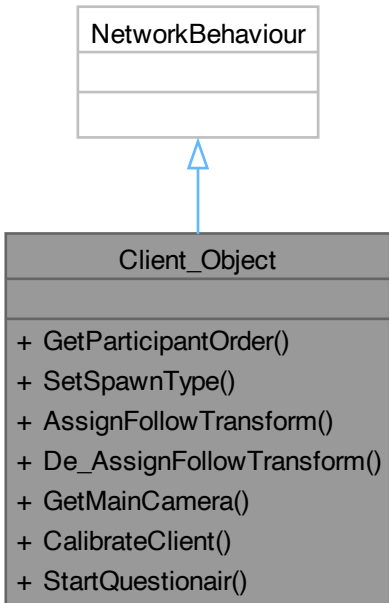 NetworkBehaviour
Client_Object
+ GetParticipantOrder()
+ SetSpawnType()
+ AssignFollowTransform()
+ De_AssignFollowTransform()
+ GetMainCamera()
+ CalibrateClient()
+ StartQuestionair()